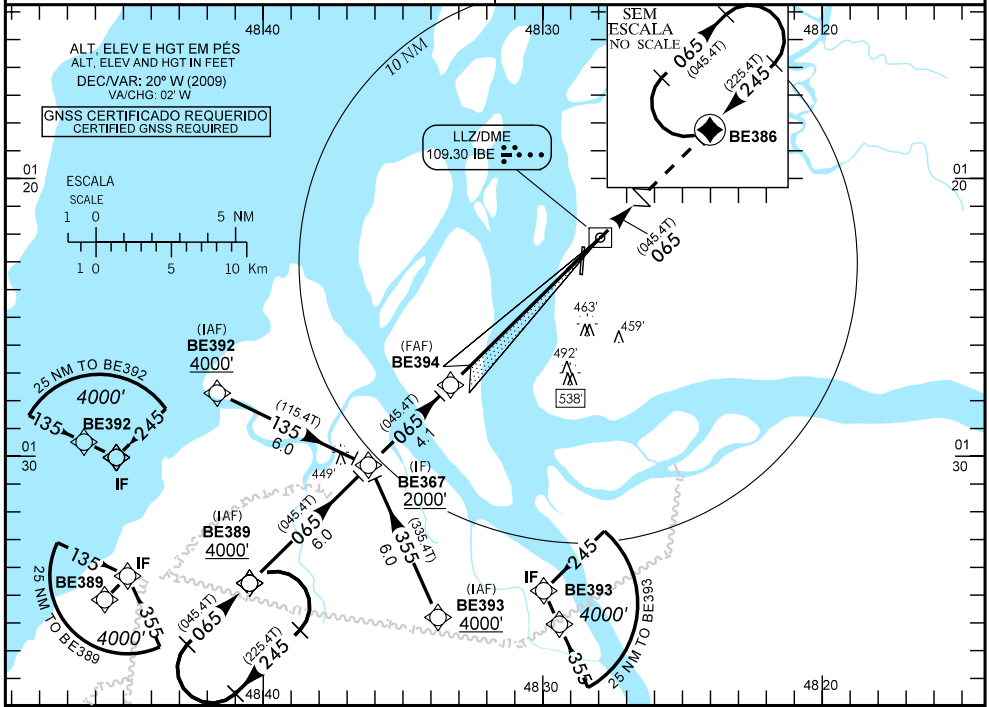 48 40
48 30
48 20
ALT, ELEV E HGT EM PÉS
ALT, ELEV AND HGT IN FEET
DEC/VAR: 20º W (2009)
VA/CHG: 02' W
GNSS CERTIFICADO REQUERIDO
CERTIFIED GNSS REQUIRED
10 NM
SEM
ESCALA
NO SCALE
065
(045.4T)
(225.4T)
245
BE386
LLZ/DME
109.30 IBE
01
20
01
20
ESCALA
SCALE
1 0 5 NM
1 0 5 10 Km
(045.4T)
065
463'
459'
492'
538'
(IAF)
BE392
4000'
(FAF)
BE394
25 NM TO BE392
4000'
135
BE392
245
IF
(115.4T)
135
6.0
(045.4T)
065
4.1
449'
(IF)
BE367
2000'
01
30
01
30
(IAF)
BE389
4000'
(045.4T)
065
6.0
(335.4T)
355
6.0
(IAF)
BE393
4000'
135
IF
BE389
355
4000'
25 NM TO BE389
(045.4T)
065
(225.4T)
245
245
IF
BE393
4000'
355
25 NM TO BE393
48 40
48 30
48 20